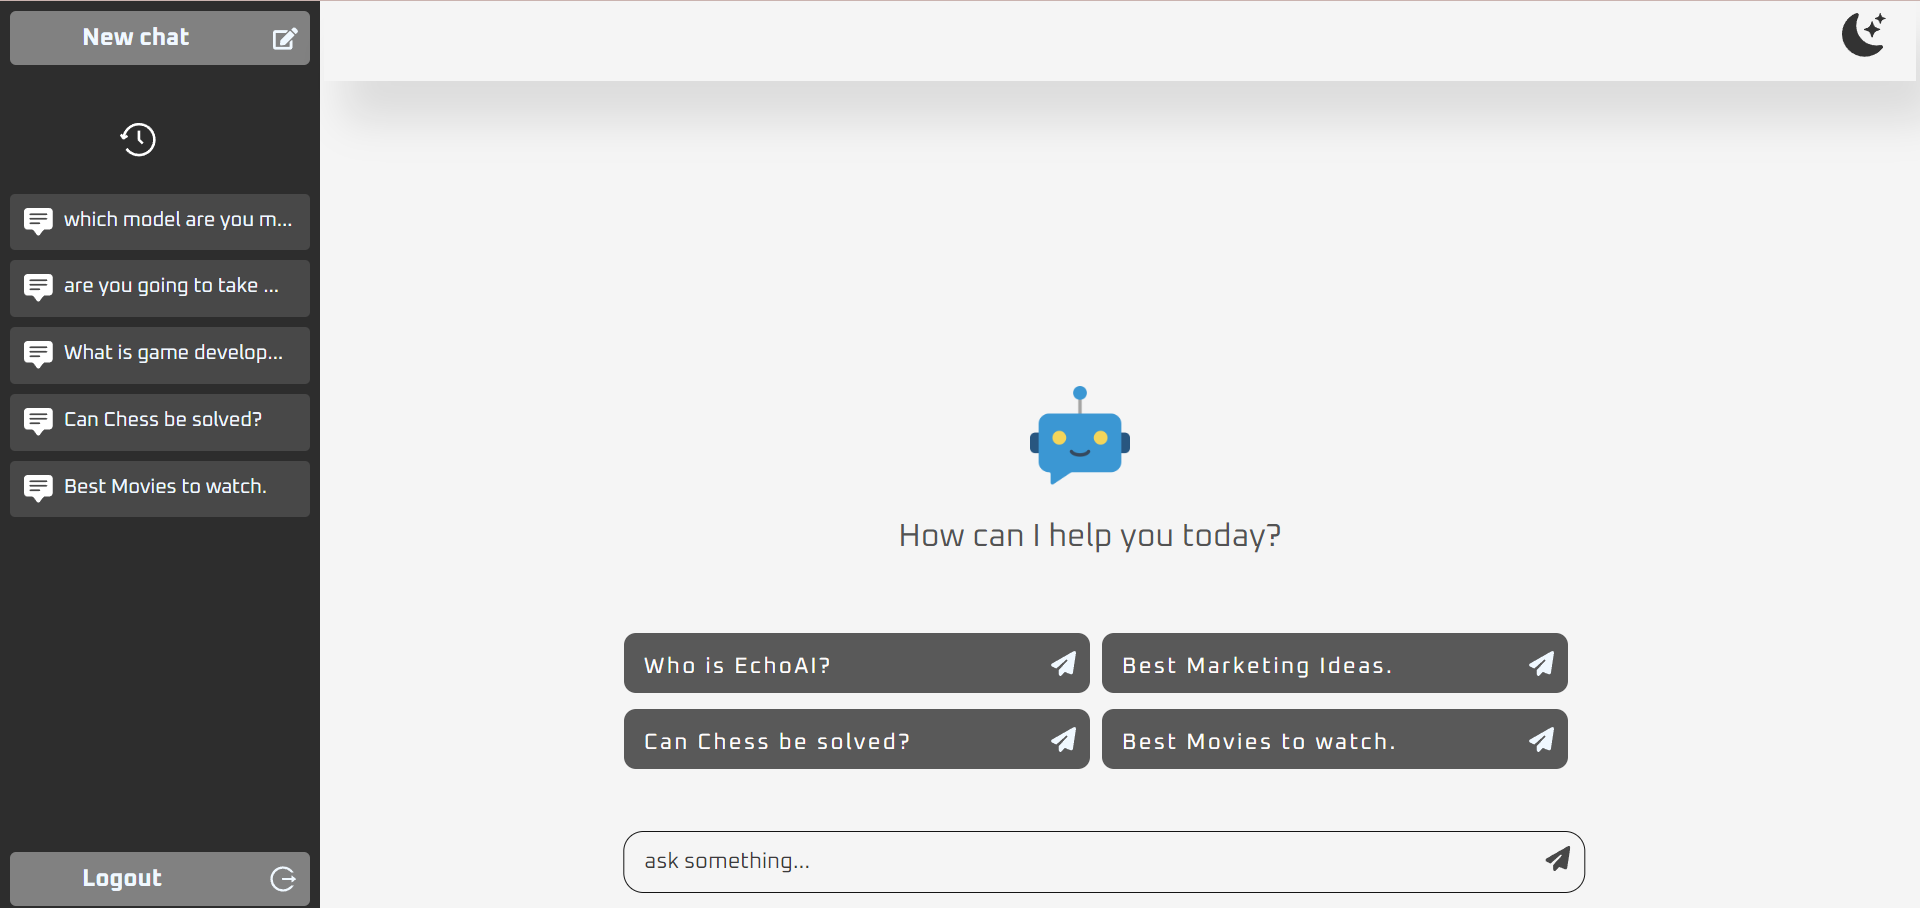 New chat
which model are you m...
are you going to take ...
What is game develop...
Can Chess be solved?
Best Movies to watch.
Logout
How can I help you today?
Who is EchoAI?
Best Marketing Ideas.
Can Chess be solved?
Best Movies to watch.
ask something...